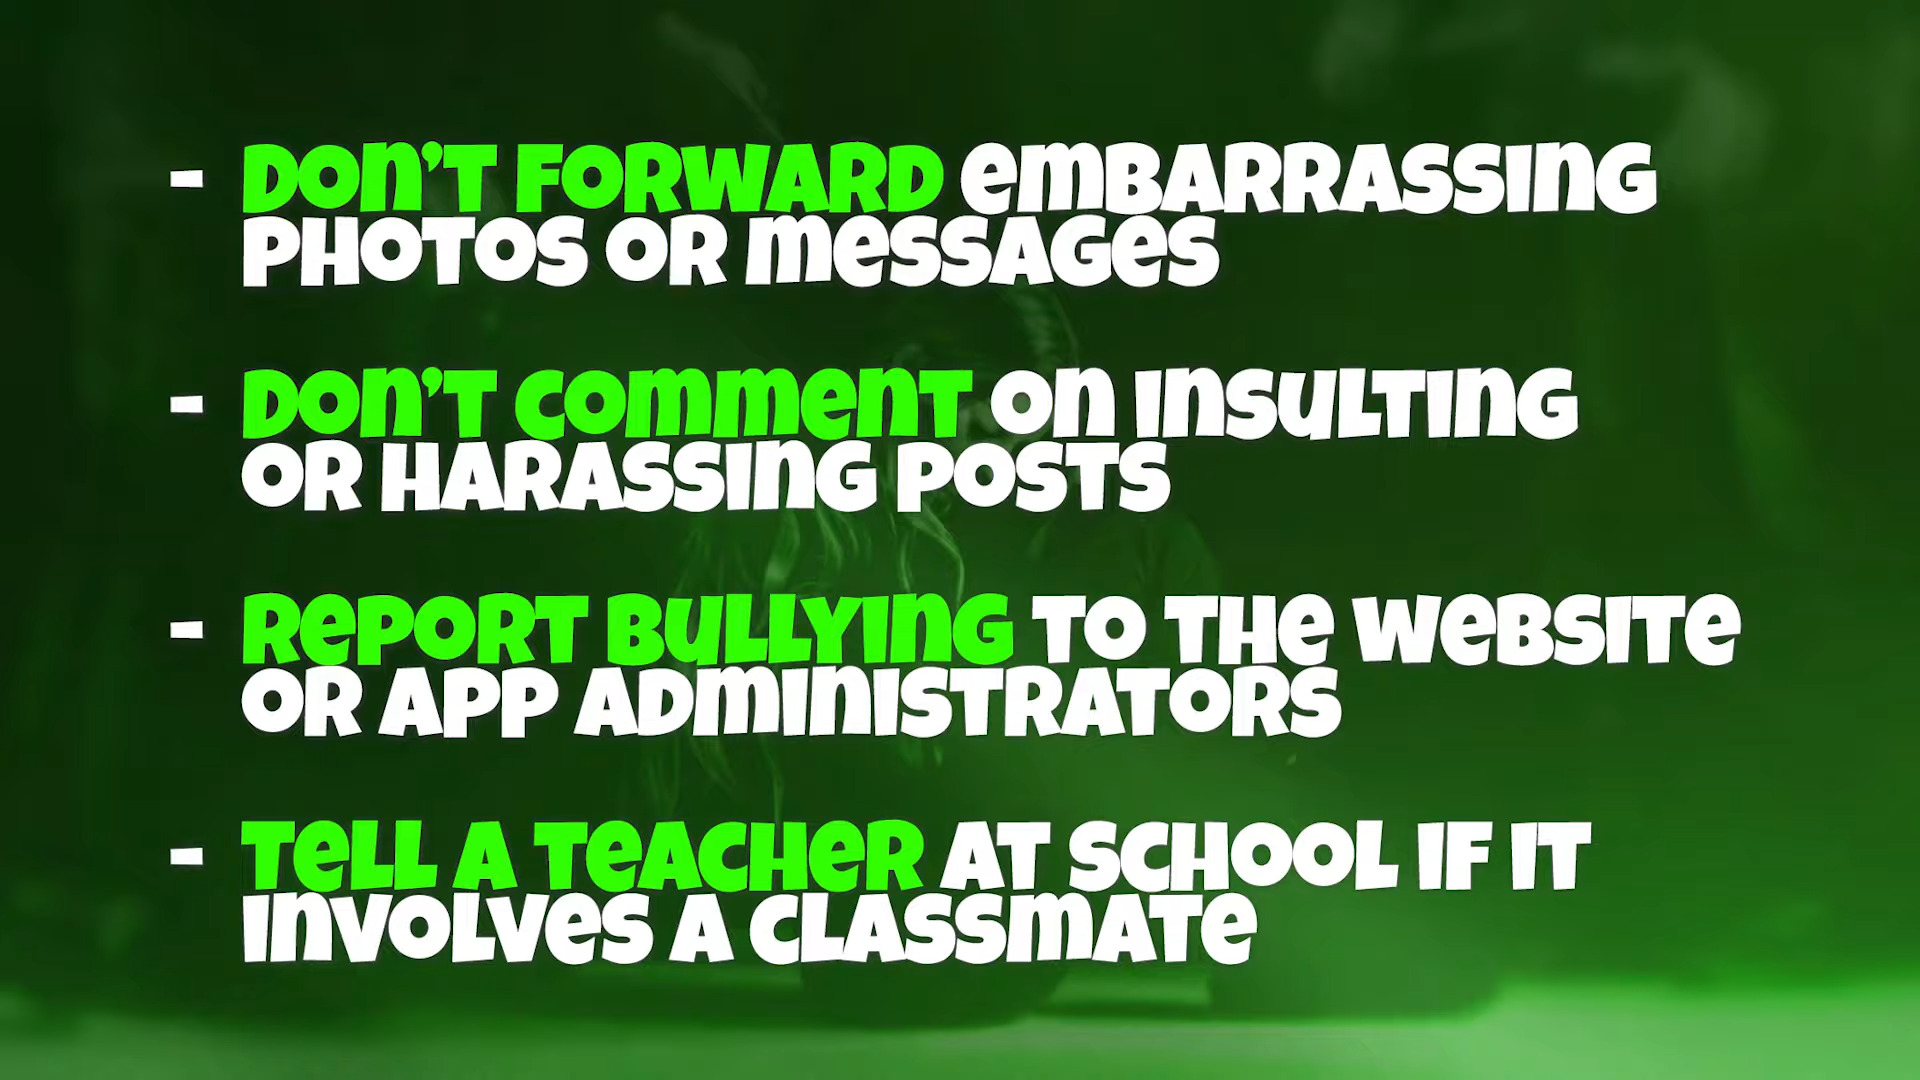 - DON'T FORWARD EMBARRASSING
PHOTOS OR MESSAGES
- DON'T COMMENT ON INSULTING
OR HARASSING POSTS
- REPORT BULLYING TO THE WEBSITE
OR APP ADMINISTRATORS
- TELL A TEACHER AT SCHOOL IF IT
INVOLVES A CLASSMATE